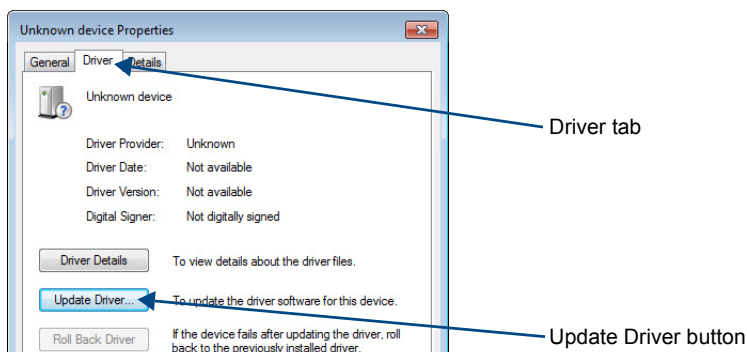 Unknown device Properties
General Driver Details
Unknown device
Driver Provider: Unknown
Driver Date: Not available
Driver Version: Not available
Digital Signer: Not digitally signed
Driver Details To view details about the driver files.
Update Driver... To update the driver software for this device.
Roll Back Driver If the device fails after updating the driver, roll
back to the previously installed driver.
Driver tab
Update Driver button